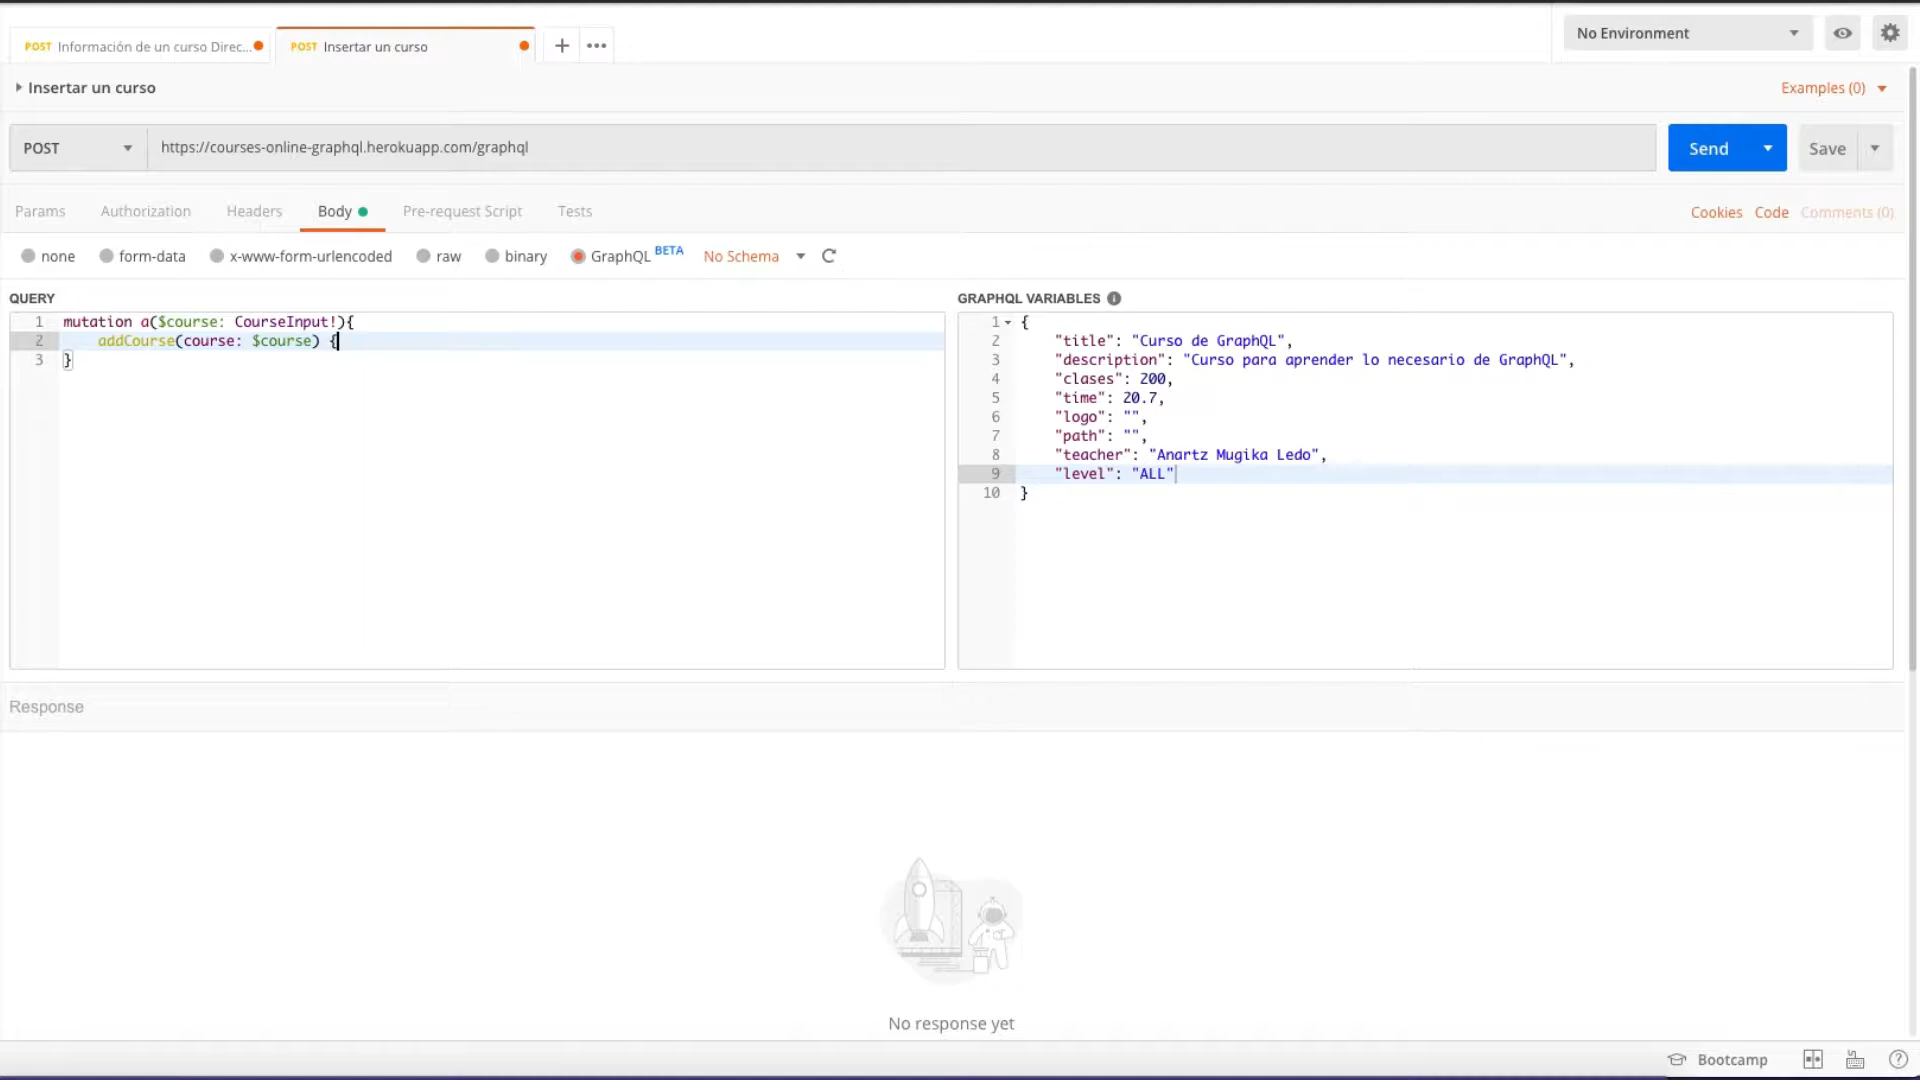 POST Información de un curso Direc...
POST Insertar un curso
+ •••
No Environment
Insertar un curso
Examples (0)
POST
https://courses-online-graphql.herokuapp.com/graphql
Send
Save
Params Authorization Headers Body Pre-request Script Tests
Cookies Code Comments (0)
none form-data x-www-form-urlencoded raw binary GraphQL BETA No Schema
QUERY
1 mutation a($course: CourseInput!){
2 addCourse(course: $course) {
3 }
GRAPHQL VARIABLES i
1 {
2 "title": "Curso de GraphQL",
3 "description": "Curso para aprender lo necesario de GraphQL",
4 "clases": 200,
5 "time": 20.7,
6 "logo": "",
7 "path": "",
8 "teacher": "Anartz Mugika Ledo",
9 "level": "ALL"
10 }
Response
No response yet
Bootcamp
?